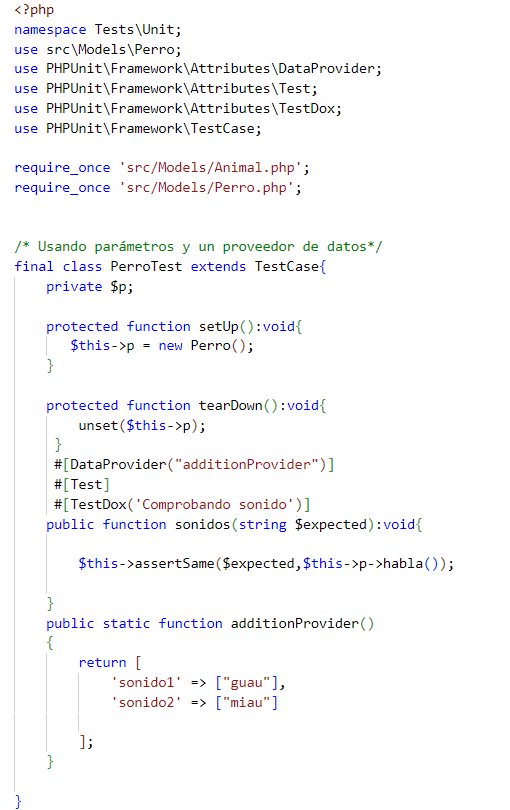 <?php
namespace Tests\Unit;
use src\Models\Perro;
use PHPUnit\Framework\Attributes\DataProvider;
use PHPUnit\Framework\Attributes\Test;
use PHPUnit\Framework\Attributes\TestDox;
use PHPUnit\Framework\TestCase;
require_once 'src/Models/Animal.php';
require_once 'src/Models/Perro.php';
/* Usando parámetros y un proveedor de datos*/
final class PerroTest extends TestCase{
private $p;
protected function setUp():void{
$this->p = new Perro();
}
protected function tearDown():void{
unset($this->p);
}
#[DataProvider("additionProvider")]
#[Test]
#[TestDox('Comprobando sonido')]
public function sonidos(string $expected):void{
$this->assertSame($expected,$this->p->habla());
}
public static function additionProvider()
{
return [
'sonido1' => ["guau"],
'sonido2' => ["miau"]
];
}
}